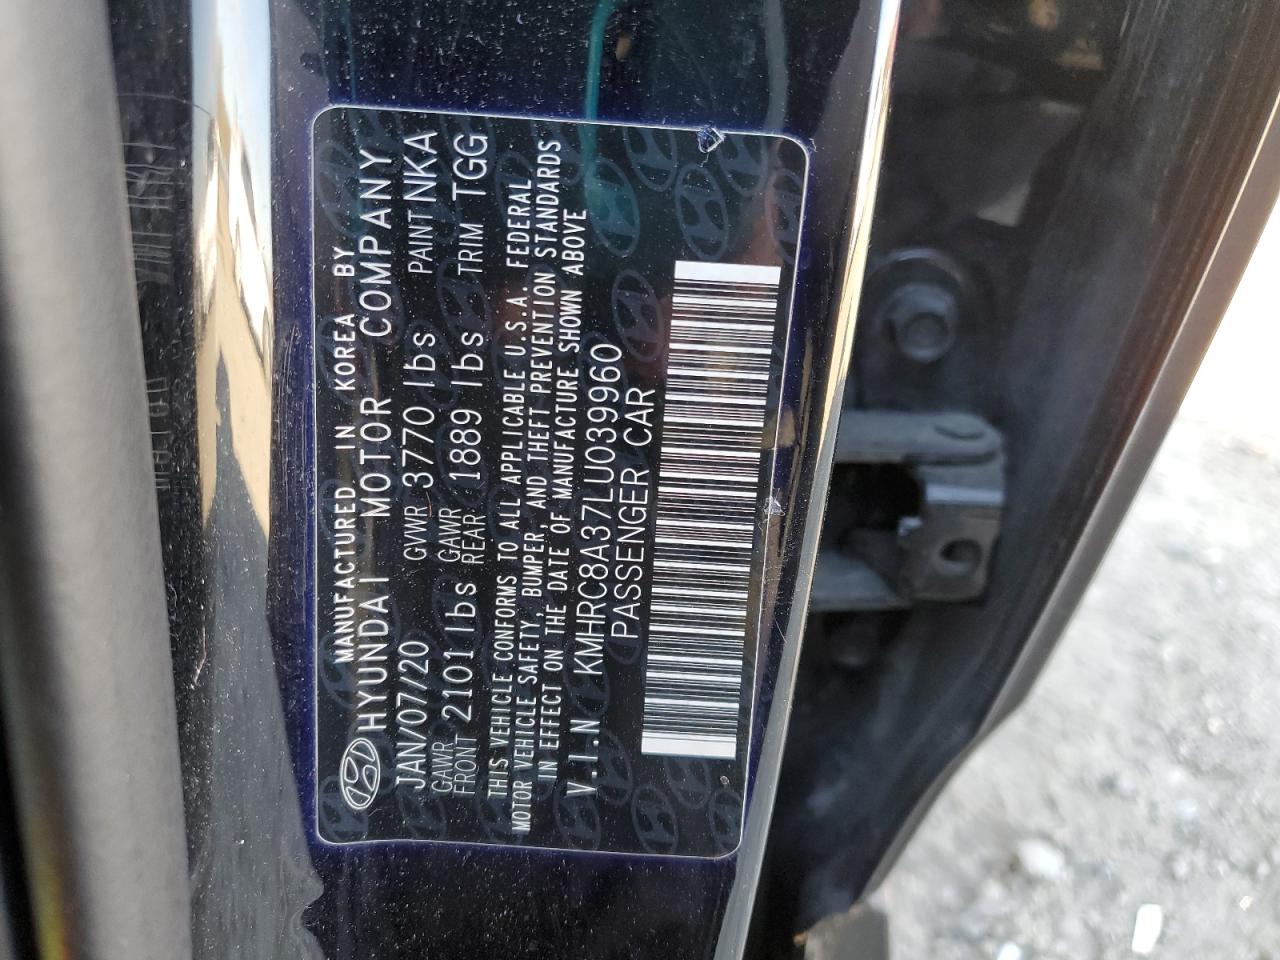 MANUFACTURED IN KOREA BY
HYUNDAI MOTOR COMPANY
JAN/07/20 GVWR 3770 lbs PAINT NKA
GAWR FRONT 2101 lbs GAWR REAR 1889 lbs TRIM TGG
THIS VEHICLE CONFORMS TO ALL APPLICABLE U.S.A. FEDERAL
MOTOR VEHICLE SAFETY, BUMPER, AND THEFT PREVENTION STANDARDS
IN EFFECT ON THE DATE OF MANUFACTURE SHOWN ABOVE
V.I.N KMHRC8A37LU039960
PASSENGER CAR